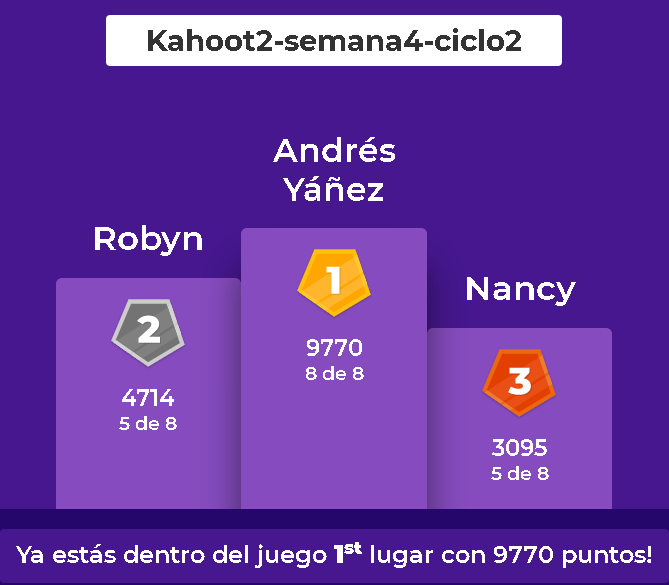 Kahoot2-semana4-ciclo2
Andrés
Yáñez
Robyn
Nancy
1
9770
8 de 8
2
4714
5 de 8
3
3095
5 de 8
Ya estás dentro del juego 1st lugar con 9770 puntos!